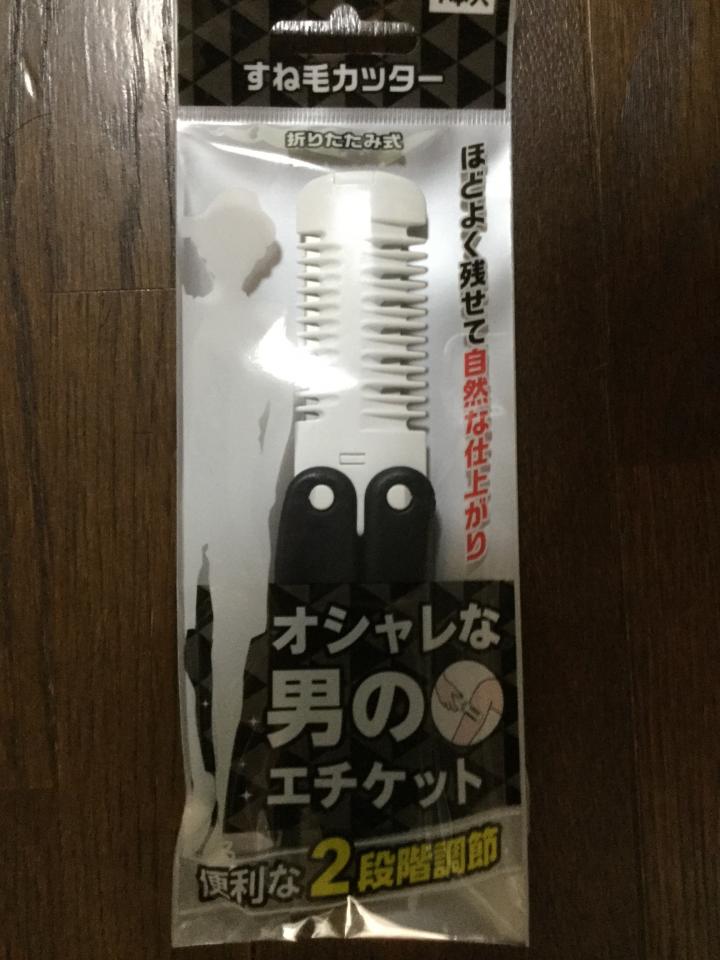 すね毛カッター
折りたたみ式
ほどよく残せて自然な仕上がり
オシャレな
男の
エチケット
便利な2段階調節